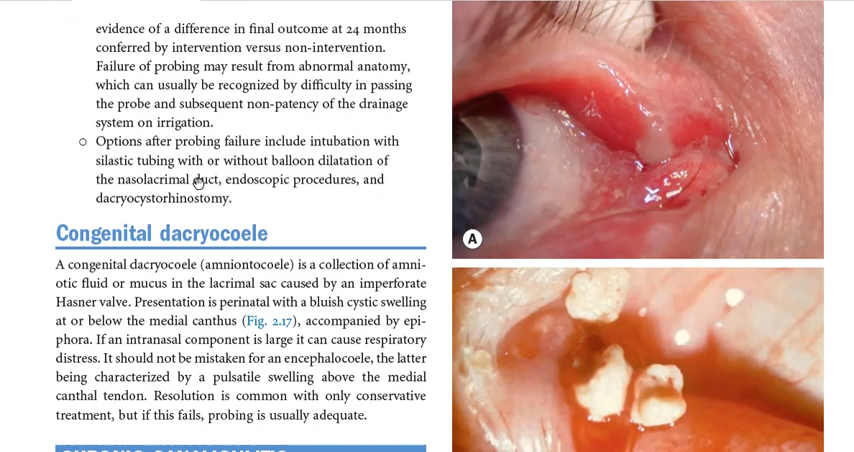 evidence of a difference in final outcome at 24 months
conferred by intervention versus non-intervention.
Failure of probing may result from abnormal anatomy,
which can usually be recognized by difficulty in passing
the probe and subsequent non-patency of the drainage
system on irrigation.
○ Options after probing failure include intubation with
silastic tubing with or without balloon dilatation of
the nasolacrimal duct, endoscopic procedures, and
dacryocystorhinostomy.
Congenital dacryocoele
A congenital dacryocoele (amniontocoele) is a collection of amni-
otic fluid or mucus in the lacrimal sac caused by an imperforate
Hasner valve. Presentation is perinatal with a bluish cystic swelling
at or below the medial canthus (Fig. 2.17), accompanied by epi-
phora. If an intranasal component is large it can cause respiratory
distress. It should not be mistaken for an encephalocoele, the latter
being characterized by a pulsatile swelling above the medial
canthal tendon. Resolution is common with only conservative
treatment, but if this fails, probing is usually adequate.
CHRONIC CANALICULITIS
A